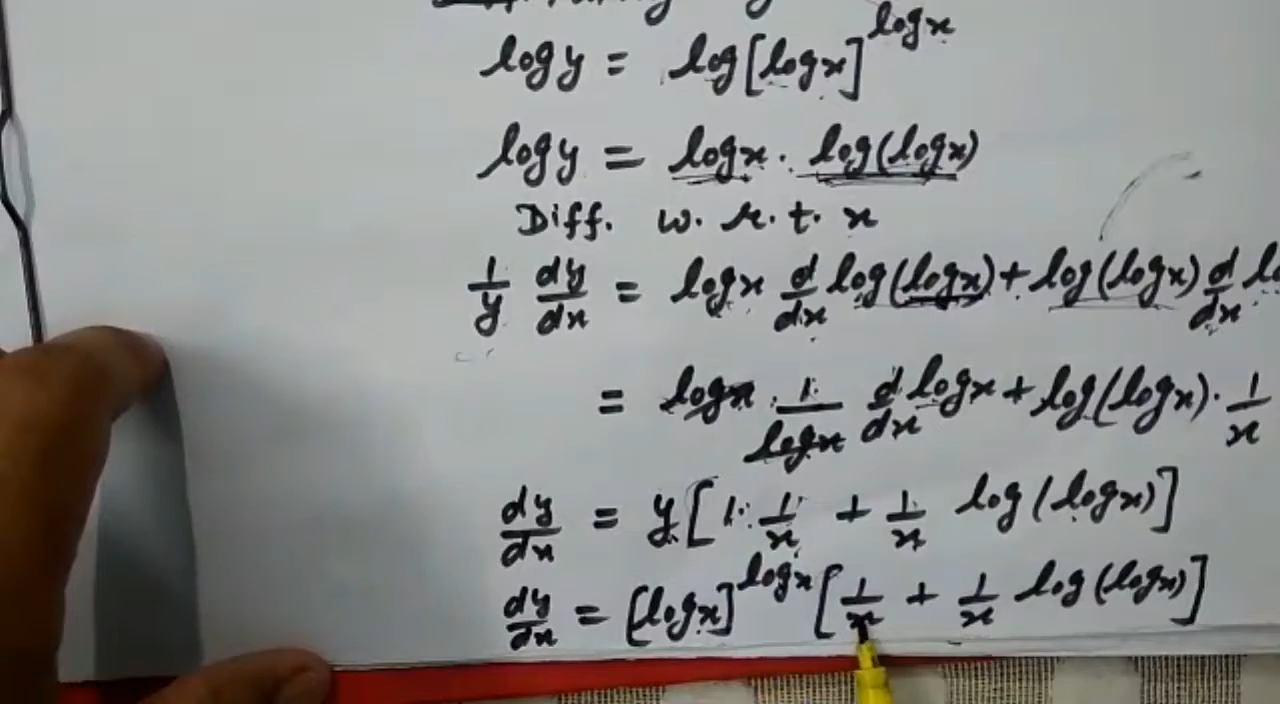 log y = log[log x]^log x
log y = log x · log(log x)
Diff. w.r.t. x
1/y dy/dx = log x d/dx log(log x) + log(log x) d/dx
= log x · 1/log x d/dx log x + log(log x) · 1/x
dy/dx = y[1 · 1/x + 1/x log(log x)]
dy/dx = [log x]^log x [1/x + 1/x log(log x)]